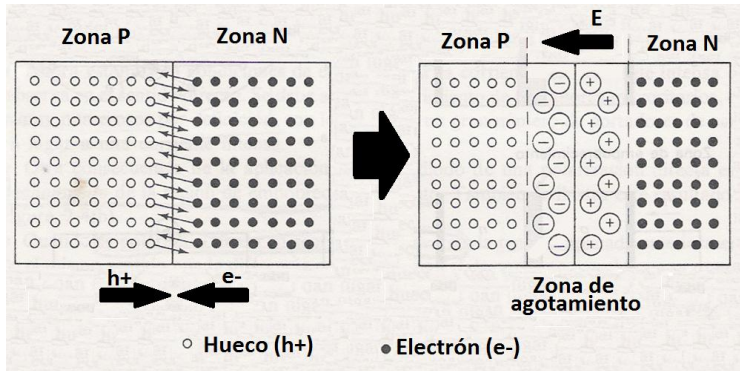 Zona P
Zona N
h+
e-
E
Zona P
Zona N
Zona de
agotamiento
Hueco (h+)
Electrón (e-)